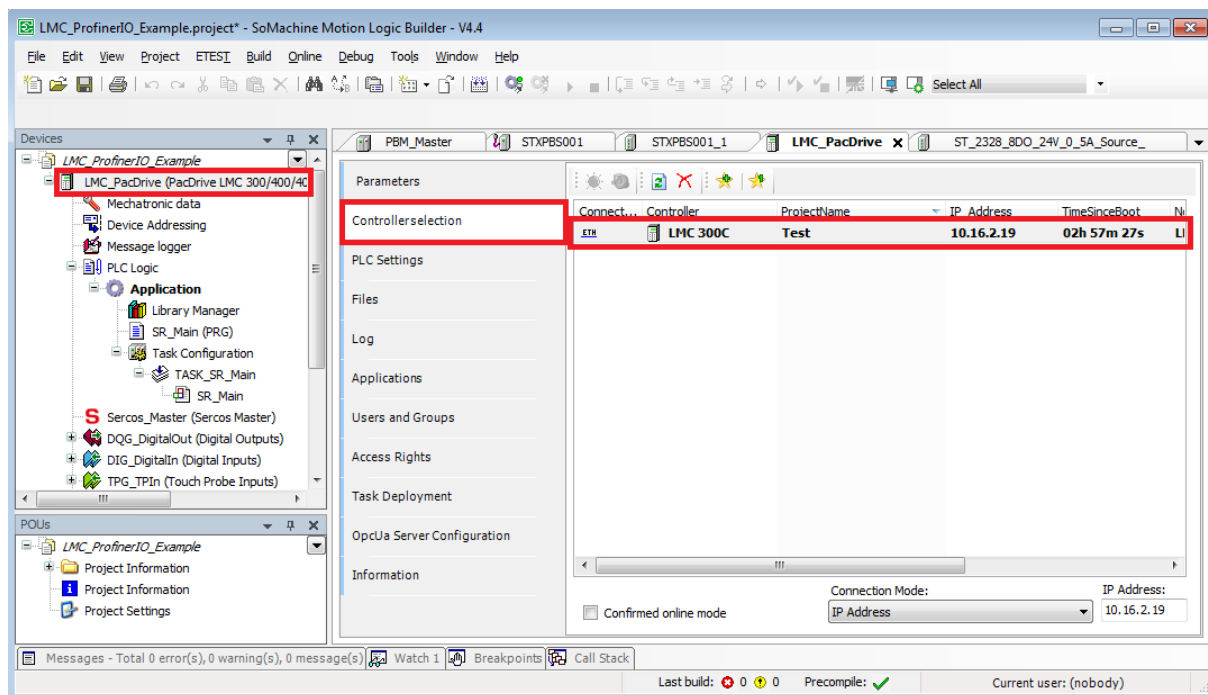 LMC_ProfinerIO_Example.project* - SoMachine Motion Logic Builder - V4.4
File Edit View Project ETEST Build Online Debug Tools Window Help
Select All
Devices
LMC_ProfinerIO_Example
LMC_PacDrive (PacDrive LMC 300/400/40
Mechatronic data
Device Addressing
Message logger
PLC Logic
Application
Library Manager
SR_Main (PRG)
Task Configuration
TASK_SR_Main
SR_Main
Sercos_Master (Sercos Master)
DQG_DigitalOut (Digital Outputs)
DIG_DigitalIn (Digital Inputs)
TPG_TPIn (Touch Probe Inputs)
POUs
LMC_ProfinerIO_Example
Project Information
Project Information
Project Settings
PBM_Master STXPBS001 STXPBS001_1 LMC_PacDrive ST_2328_8DO_24V_0_5A_Source_
Parameters
Controllerselection
PLC Settings
Files
Log
Applications
Users and Groups
Access Rights
Task Deployment
OpcUa Server Configuration
Information
Connect... Controller ProjectName IP_Address TimeSinceBoot
ETH LMC 300C Test 10.16.2.19 02h 57m 27s
Connection Mode: IP Address:
Confirmed online mode IP Address 10.16.2.19
Messages - Total 0 error(s), 0 warning(s), 0 message(s) Watch 1 Breakpoints Call Stack
Last build: 0 0 Precompile: Current user: (nobody)